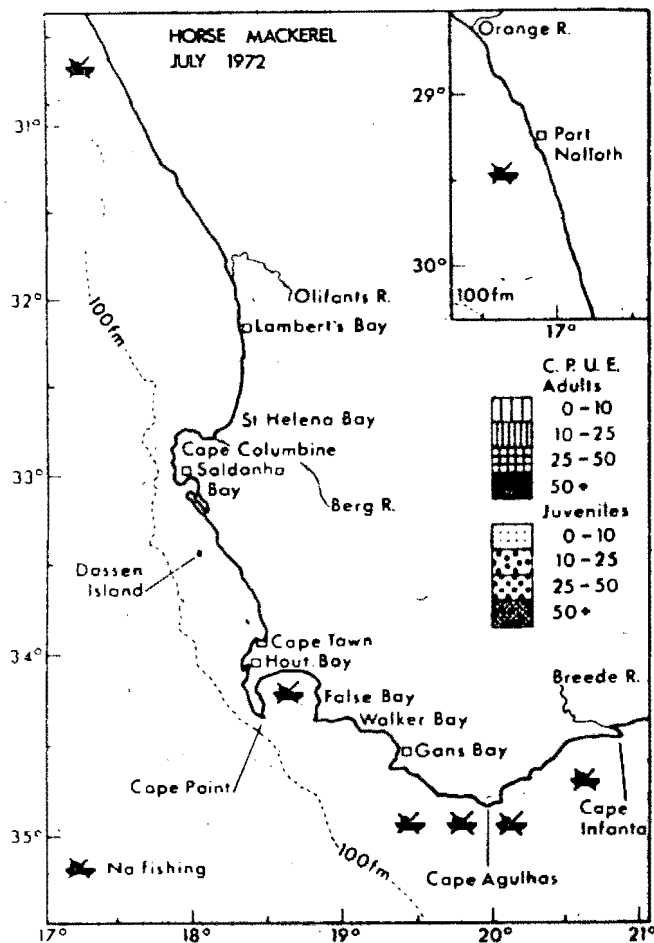 HORSE MACKEREL
JULY 1972
Orange R.
29°
Port
Nolloth
30°
100fm
17°
31°
32°
33°
34°
35°
100fm
Olifants R.
Lambert's Bay
St Helena Bay
Cape Columbine
Saldanha
Bay
Berg R.
Dassen
Island
C. P. U. E.
Adults
0-10
10-25
25-50
50+
Juveniles
0-10
10-25
25-50
50+
Cape Town
Hout Bay
False Bay
Walker Bay
Gans Bay
Breede R.
Cape Point
Cape
Infanta
100fm
Cape Agulhas
No fishing
17°
18°
19°
20°
21°